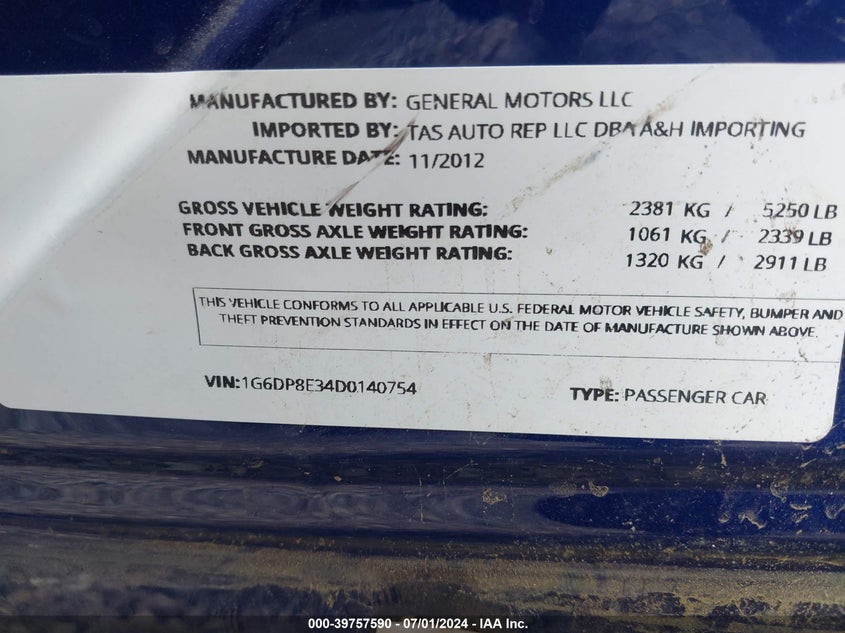 MANUFACTURED BY: GENERAL MOTORS LLC
IMPORTED BY: TAS AUTO REP LLC DBA A&H IMPORTING
MANUFACTURE DATE: 11/2012
GROSS VEHICLE WEIGHT RATING: 2381 KG / 5250 LB
FRONT GROSS AXLE WEIGHT RATING: 1061 KG / 2339 LB
BACK GROSS AXLE WEIGHT RATING: 1320 KG / 2911 LB
THIS VEHICLE CONFORMS TO ALL APPLICABLE U.S. FEDERAL MOTOR VEHICLE SAFETY, BUMPER AND
THEFT PREVENTION STANDARDS IN EFFECT ON THE DATE OF MANUFACTURE SHOWN ABOVE.
VIN: 1G6DP8E34D0140754 TYPE: PASSENGER CAR
000-39757590 - 07/01/2024 - IAA Inc.